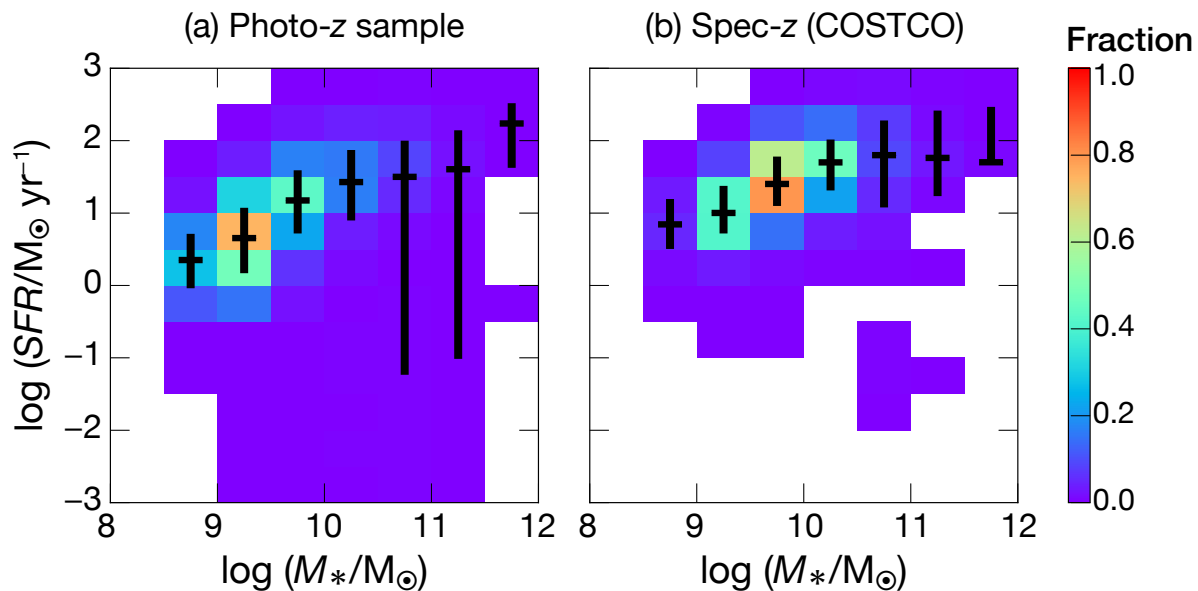 (a) Photo-z sample
(b) Spec-z (COSTCO)
Fraction
log (SFR/M⊙ yr⁻¹)
3
2
1
0
−1
−2
−3
8 9 10 11 12
log (M*/M⊙)
8 9 10 11 12
log (M*/M⊙)
1.0
0.8
0.6
0.4
0.2
0.0